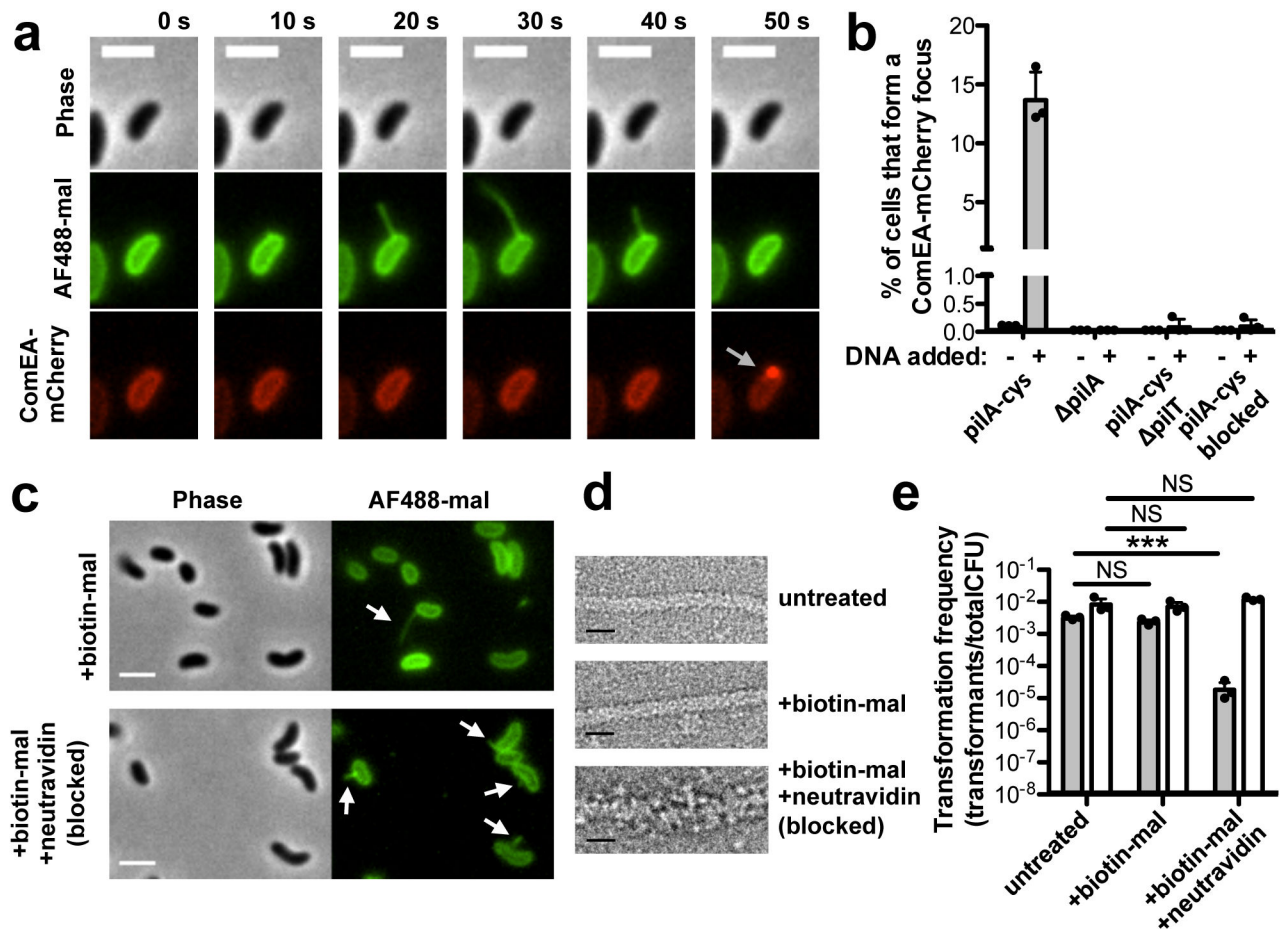 a
0 s 10 s 20 s 30 s 40 s 50 s
Phase
AF488-mal
ComEA-
mCherry
b
% of cells that form a
ComEA-mCherry focus
20
15
10
5
1.0
0.5
0.0
DNA added: - + - + - + - +
pilA-cys
ΔpilA
pilA-cys
ΔpilT
pilA-cys
blocked
c
Phase AF488-mal
+biotin-mal
+biotin-mal
+neutravidin
(blocked)
d
untreated
+biotin-mal
+biotin-mal
+neutravidin
(blocked)
e
NS
NS
***
NS
Transformation frequency
(transformants/totalCFU)
10-1
10-2
10-3
10-4
10-5
10-6
10-7
10-8
untreated
+biotin-mal
+biotin-mal
+neutravidin